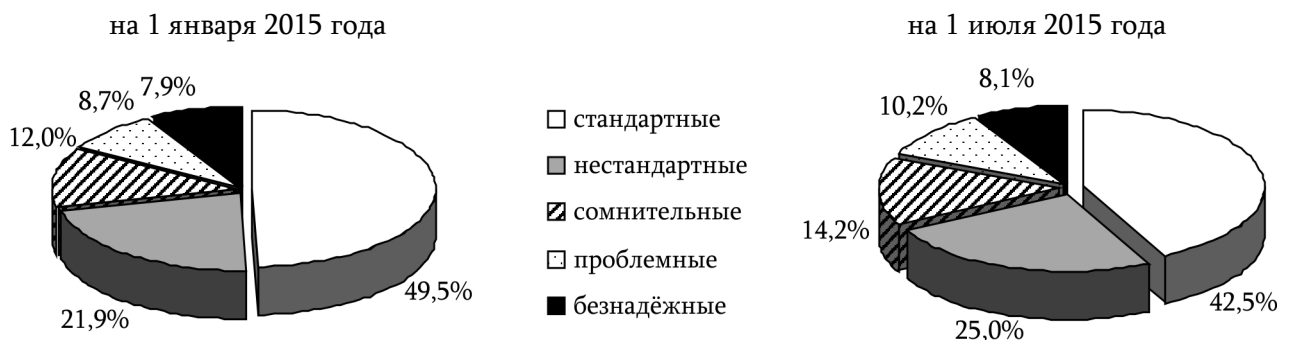 на 1 января 2015 года
7,9%
8,7%
12,0%
21,9%
49,5%
стандартные
нестандартные
сомнительные
проблемные
безнадёжные
на 1 июля 2015 года
8,1%
10,2%
14,2%
25,0%
42,5%